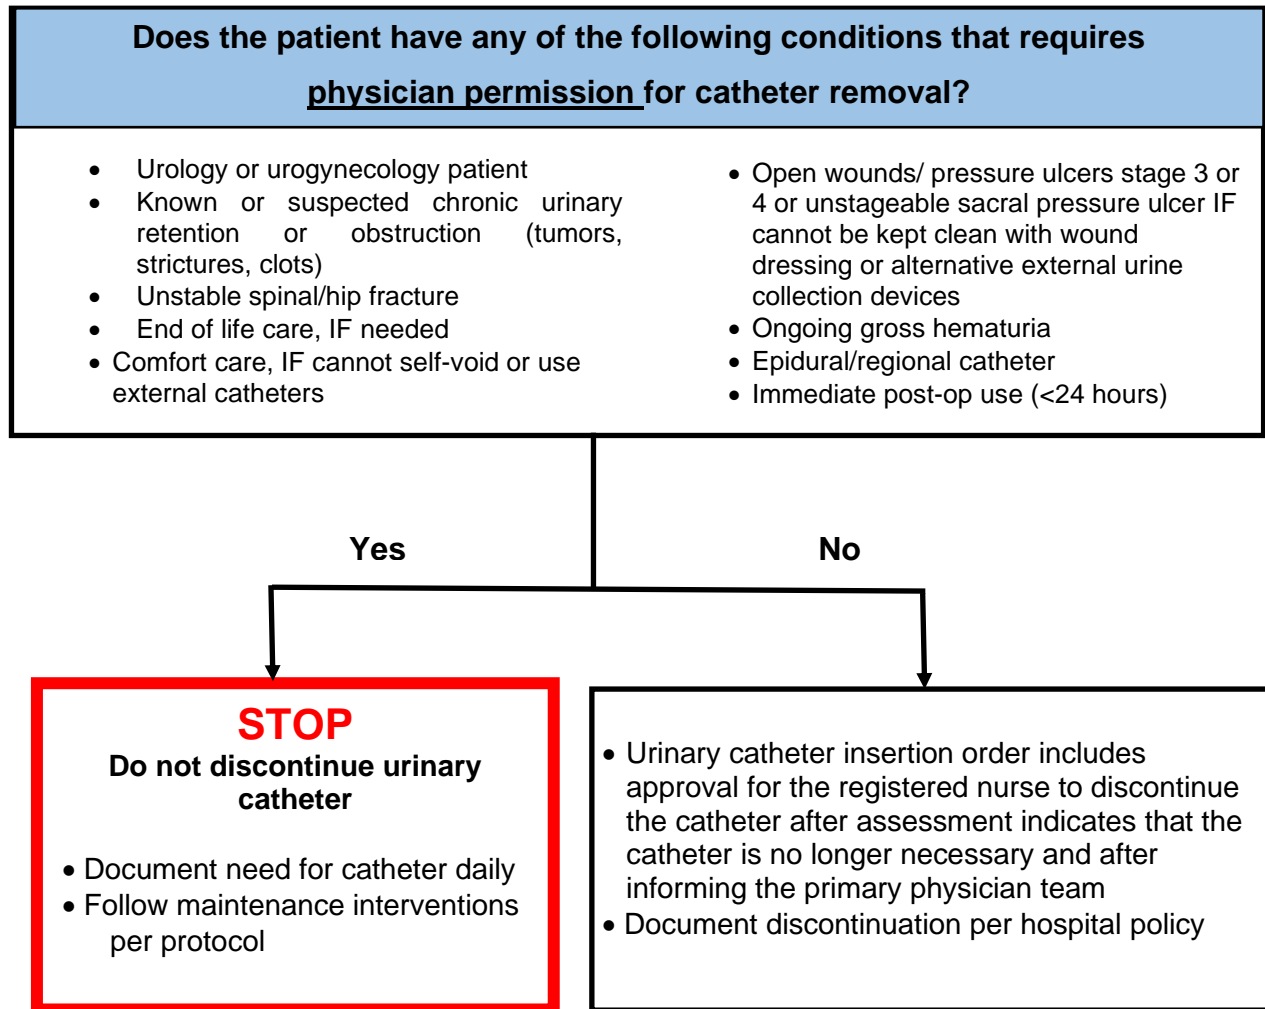 Does the patient have any of the following conditions that requires
physician permission for catheter removal?
• Urology or urogynecology patient
• Known or suspected chronic urinary
retention or obstruction (tumors,
strictures, clots)
• Unstable spinal/hip fracture
• End of life care, IF needed
• Comfort care, IF cannot self-void or use
external catheters
• Open wounds/ pressure ulcers stage 3 or
4 or unstageable sacral pressure ulcer IF
cannot be kept clean with wound
dressing or alternative external urine
collection devices
• Ongoing gross hematuria
• Epidural/regional catheter
• Immediate post-op use (<24 hours)
Yes
No
STOP
Do not discontinue urinary
catheter
• Document need for catheter daily
• Follow maintenance interventions
per protocol
• Urinary catheter insertion order includes
approval for the registered nurse to discontinue
the catheter after assessment indicates that the
catheter is no longer necessary and after
informing the primary physician team
• Document discontinuation per hospital policy